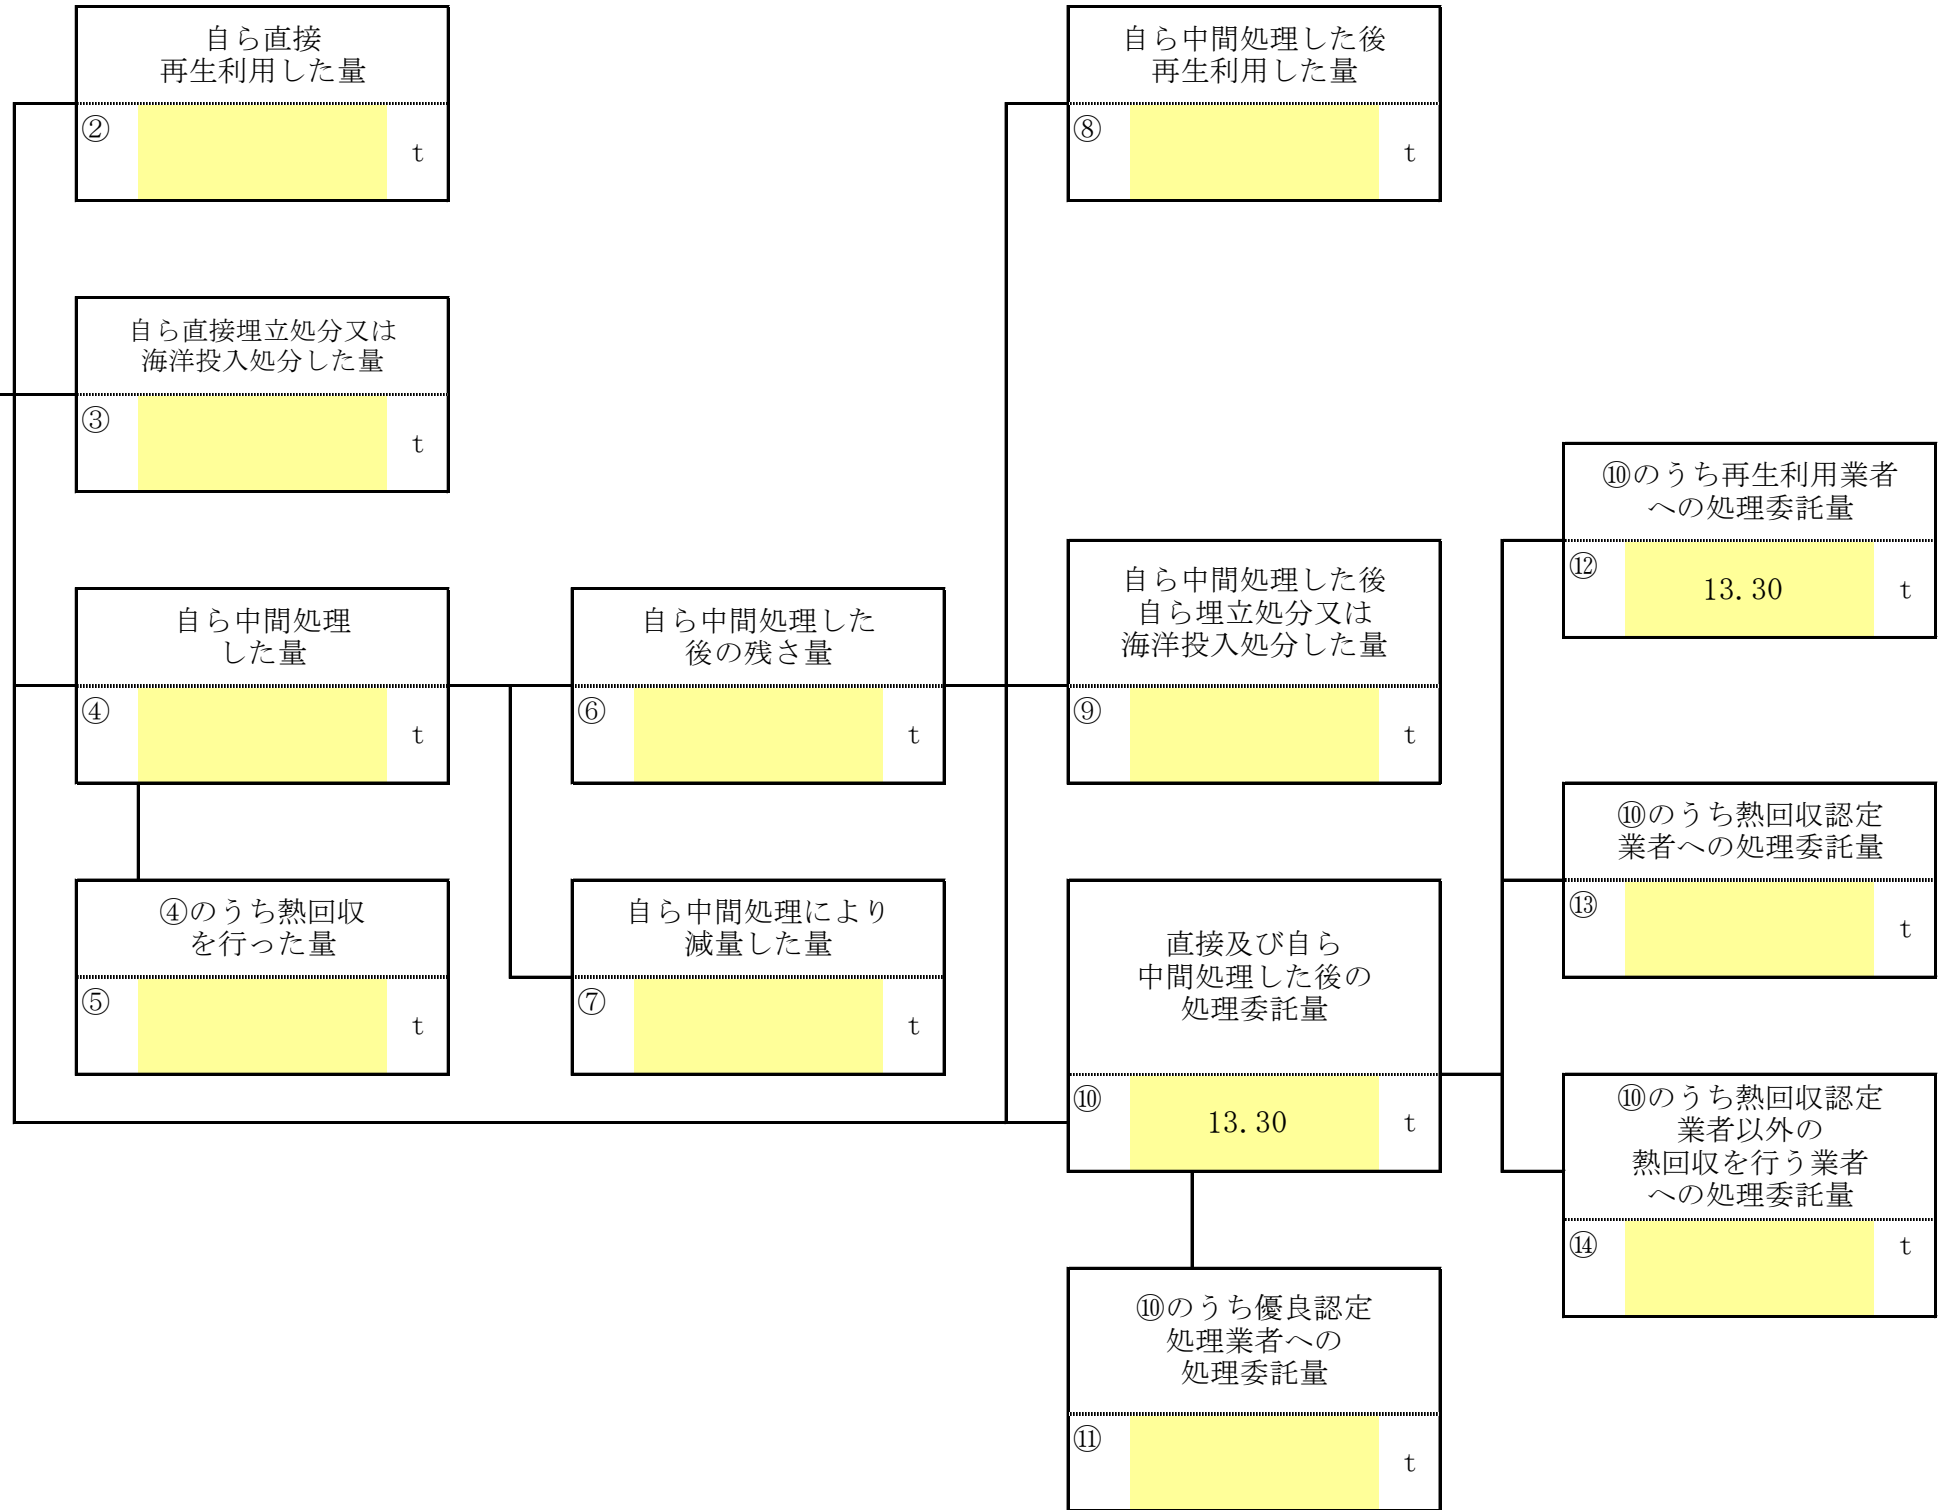 自ら直接
再生利用した量
②
t
自ら中間処理した後
再生利用した量
⑧
t
自ら直接埋立処分又は
海洋投入処分した量
③
t
⑩のうち再生利用業者
への処理委託量
⑫
13.30
t
自ら中間処理
した量
④
t
自ら中間処理した
後の残さ量
⑥
t
自ら中間処理した後
自ら埋立処分又は
海洋投入処分した量
⑨
t
⑩のうち熱回収認定
業者への処理委託量
⑬
t
④のうち熱回収
を行った量
⑤
t
自ら中間処理により
減量した量
⑦
t
直接及び自ら
中間処理した後の
処理委託量
⑩
13.30
t
⑩のうち熱回収認定
業者以外の
熱回収を行う業者
への処理委託量
⑭
t
⑩のうち優良認定
処理業者への
処理委託量
⑪
t